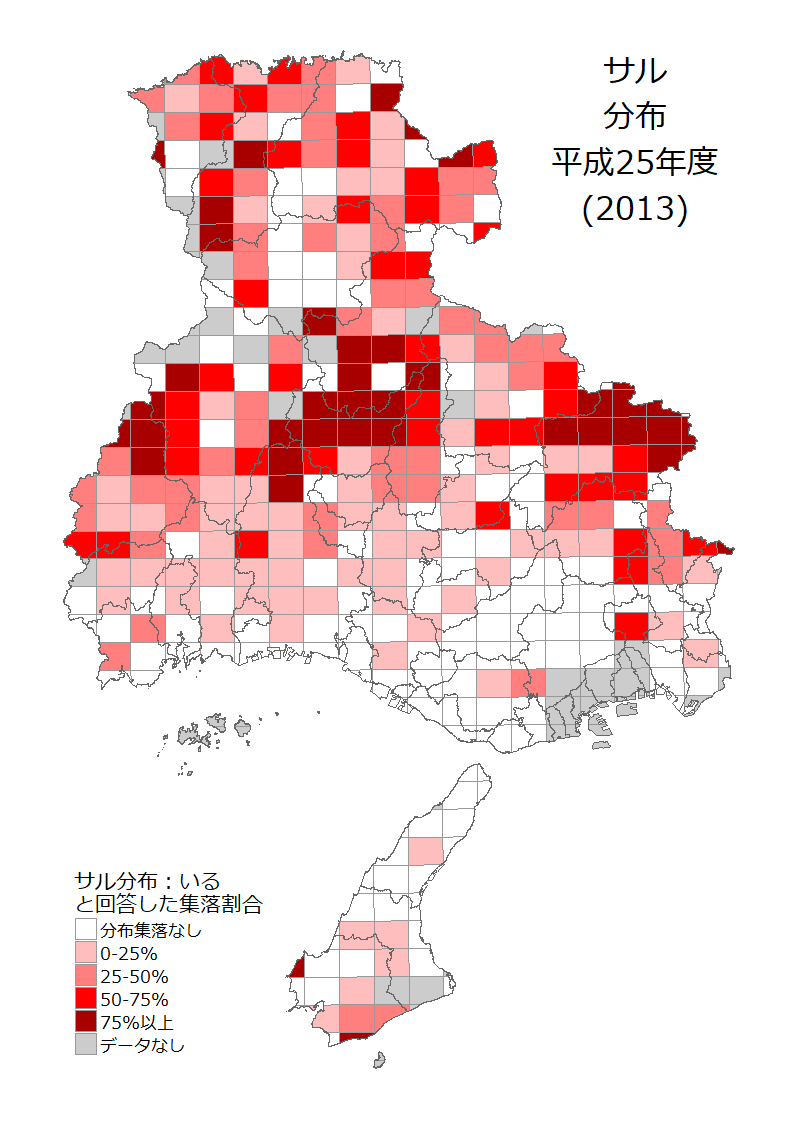 サル
分布
平成25年度
(2013)
サル分布：いる
と回答した集落割合
分布集落なし
0-25%
25-50%
50-75%
75%以上
データなし